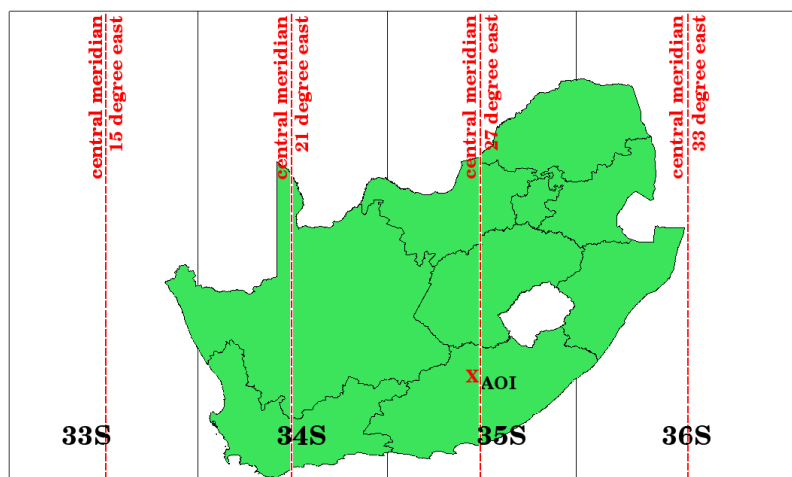 central meridian
15 degree east
central meridian
21 degree east
central meridian
27 degree east
central meridian
33 degree east
X
AOI
33S
34S
35S
36S